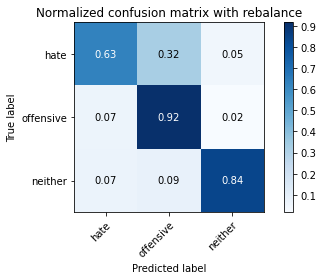 Normalized confusion matrix with rebalance
True label
hate
offensive
neither
0.63 0.32 0.05
0.07 0.92 0.02
0.07 0.09 0.84
hate
offensive
neither
Predicted label
0.9
0.8
0.7
0.6
0.5
0.4
0.3
0.2
0.1